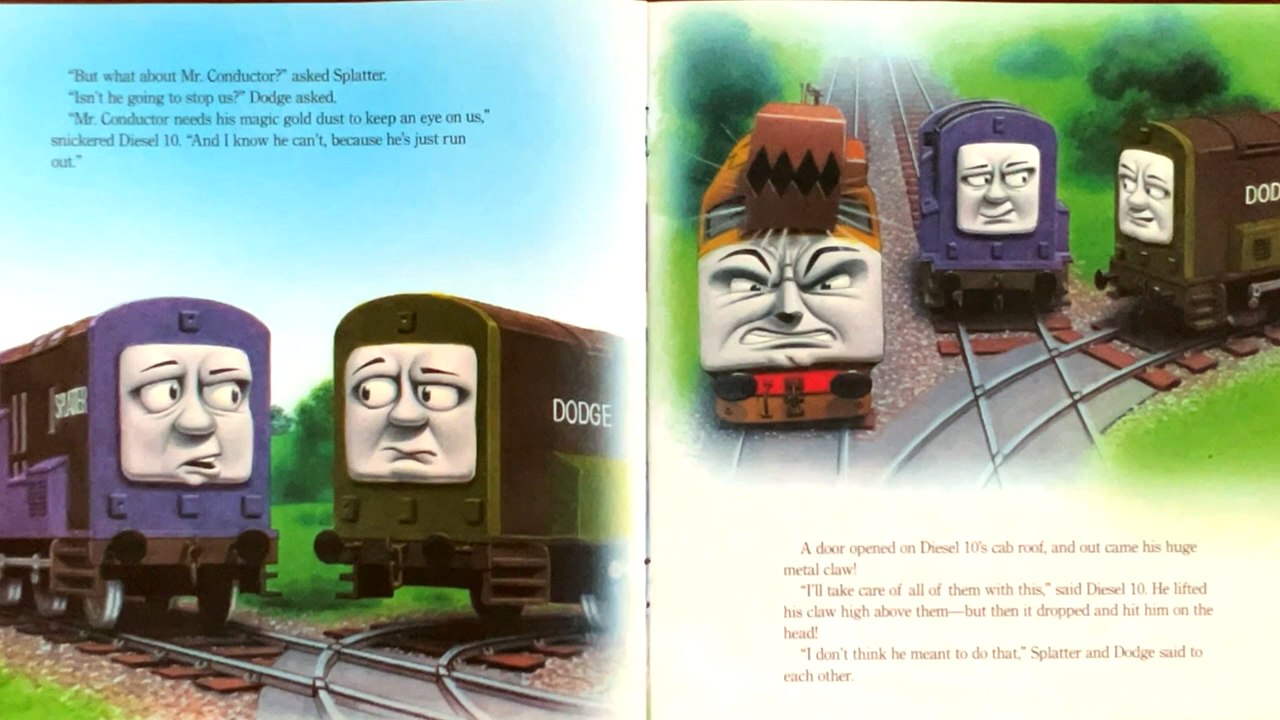 “But what about Mr. Conductor?” asked Splatter.
“Isn't he going to stop us?” Dodge asked.
“Mr. Conductor needs his magic gold dust to keep an eye on us,”
snickered Diesel 10. “And I know he can't, because he's just run
out.”
SPLATTER
DODGE
DOD
A door opened on Diesel 10's cab roof, and out came his huge
metal claw!
“I'll take care of all of them with this,” said Diesel 10. He lifted
his claw high above them—but then it dropped and hit him on the
head!
“I don't think he meant to do that,” Splatter and Dodge said to
each other.